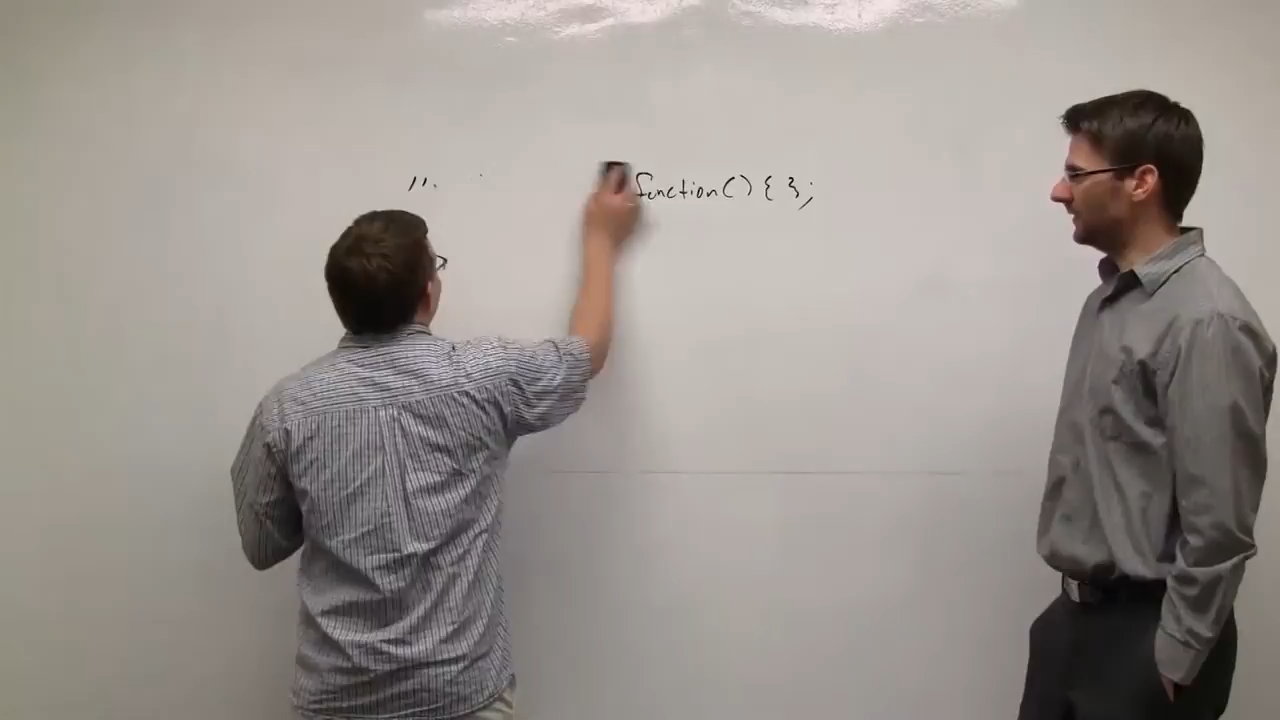 function() { };